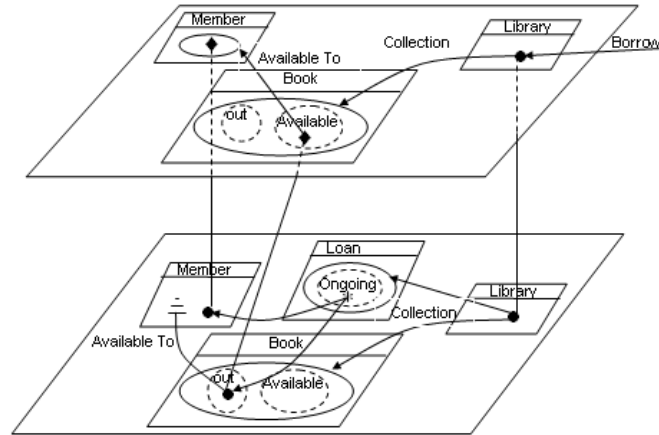 Member
Library
Collection
Borrow
Available To
Book
out
Available
Loan
Member
Ongoing
Library
Collection
Available To
Book
out
Available